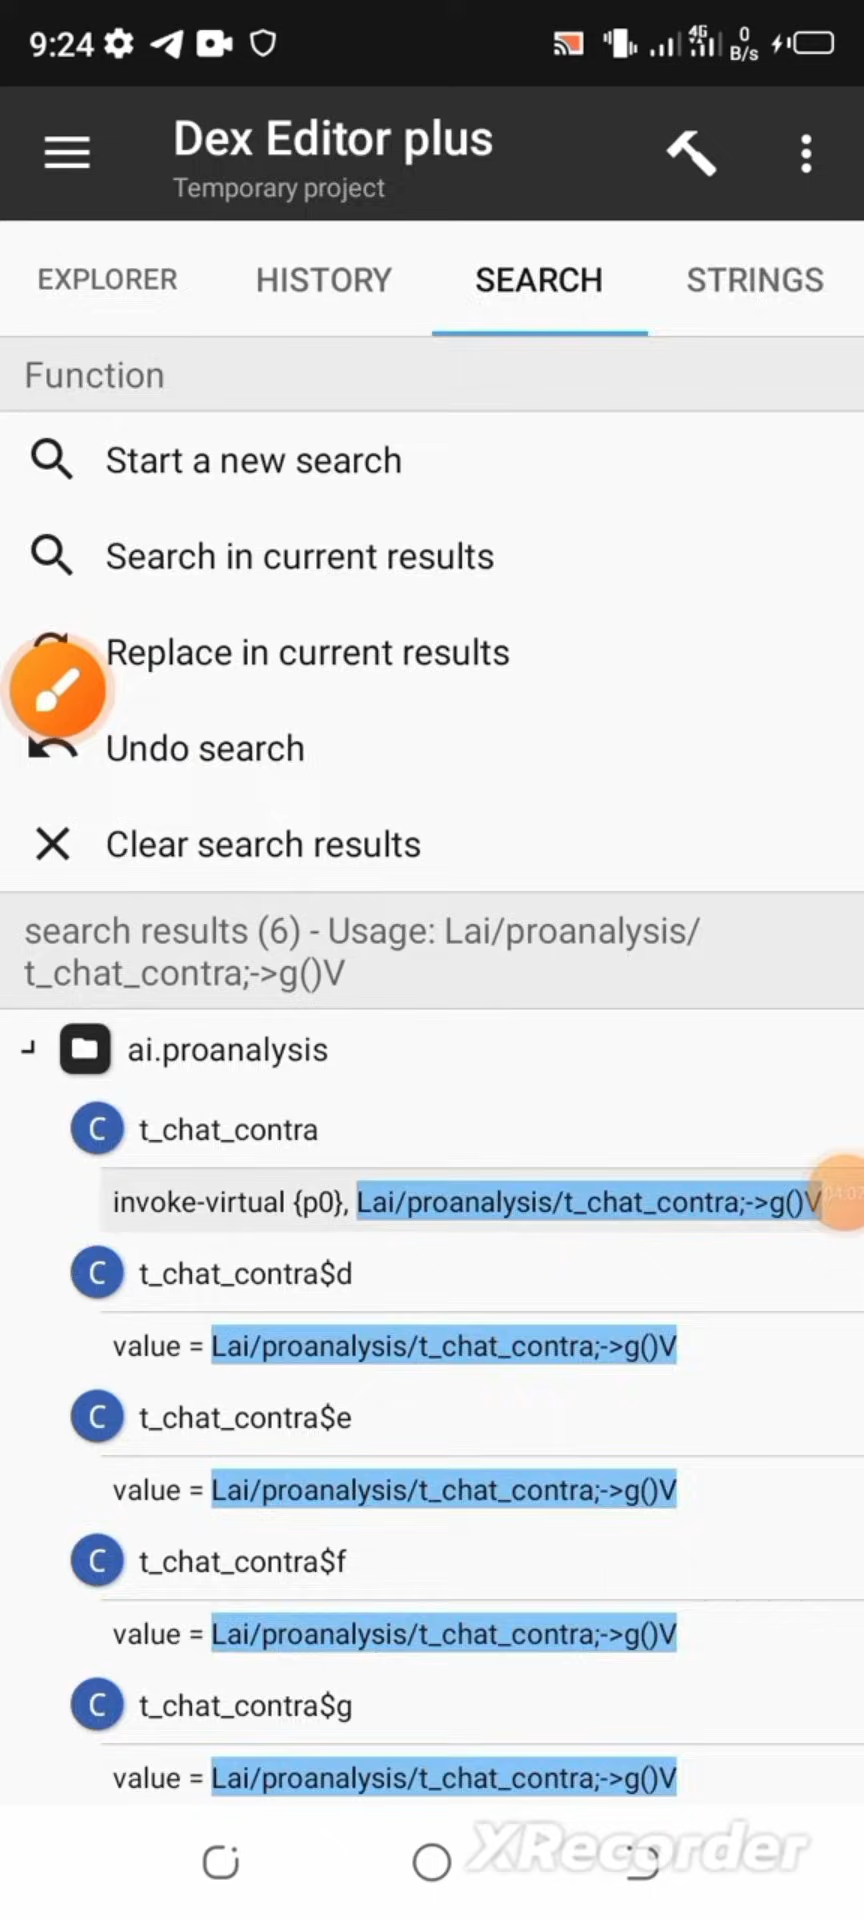 9:24
4G
0
B/s
Dex Editor plus
Temporary project
EXPLORER
HISTORY
SEARCH
STRINGS
Function
Start a new search
Search in current results
Replace in current results
Undo search
Clear search results
search results (6) - Usage: Lai/proanalysis/
t_chat_contra;->g()V
ai.proanalysis
C t_chat_contra
invoke-virtual {p0}, Lai/proanalysis/t_chat_contra;->g()V
C t_chat_contra$d
value = Lai/proanalysis/t_chat_contra;->g()V
C t_chat_contra$e
value = Lai/proanalysis/t_chat_contra;->g()V
C t_chat_contra$f
value = Lai/proanalysis/t_chat_contra;->g()V
C t_chat_contra$g
value = Lai/proanalysis/t_chat_contra;->g()V
XRecorder